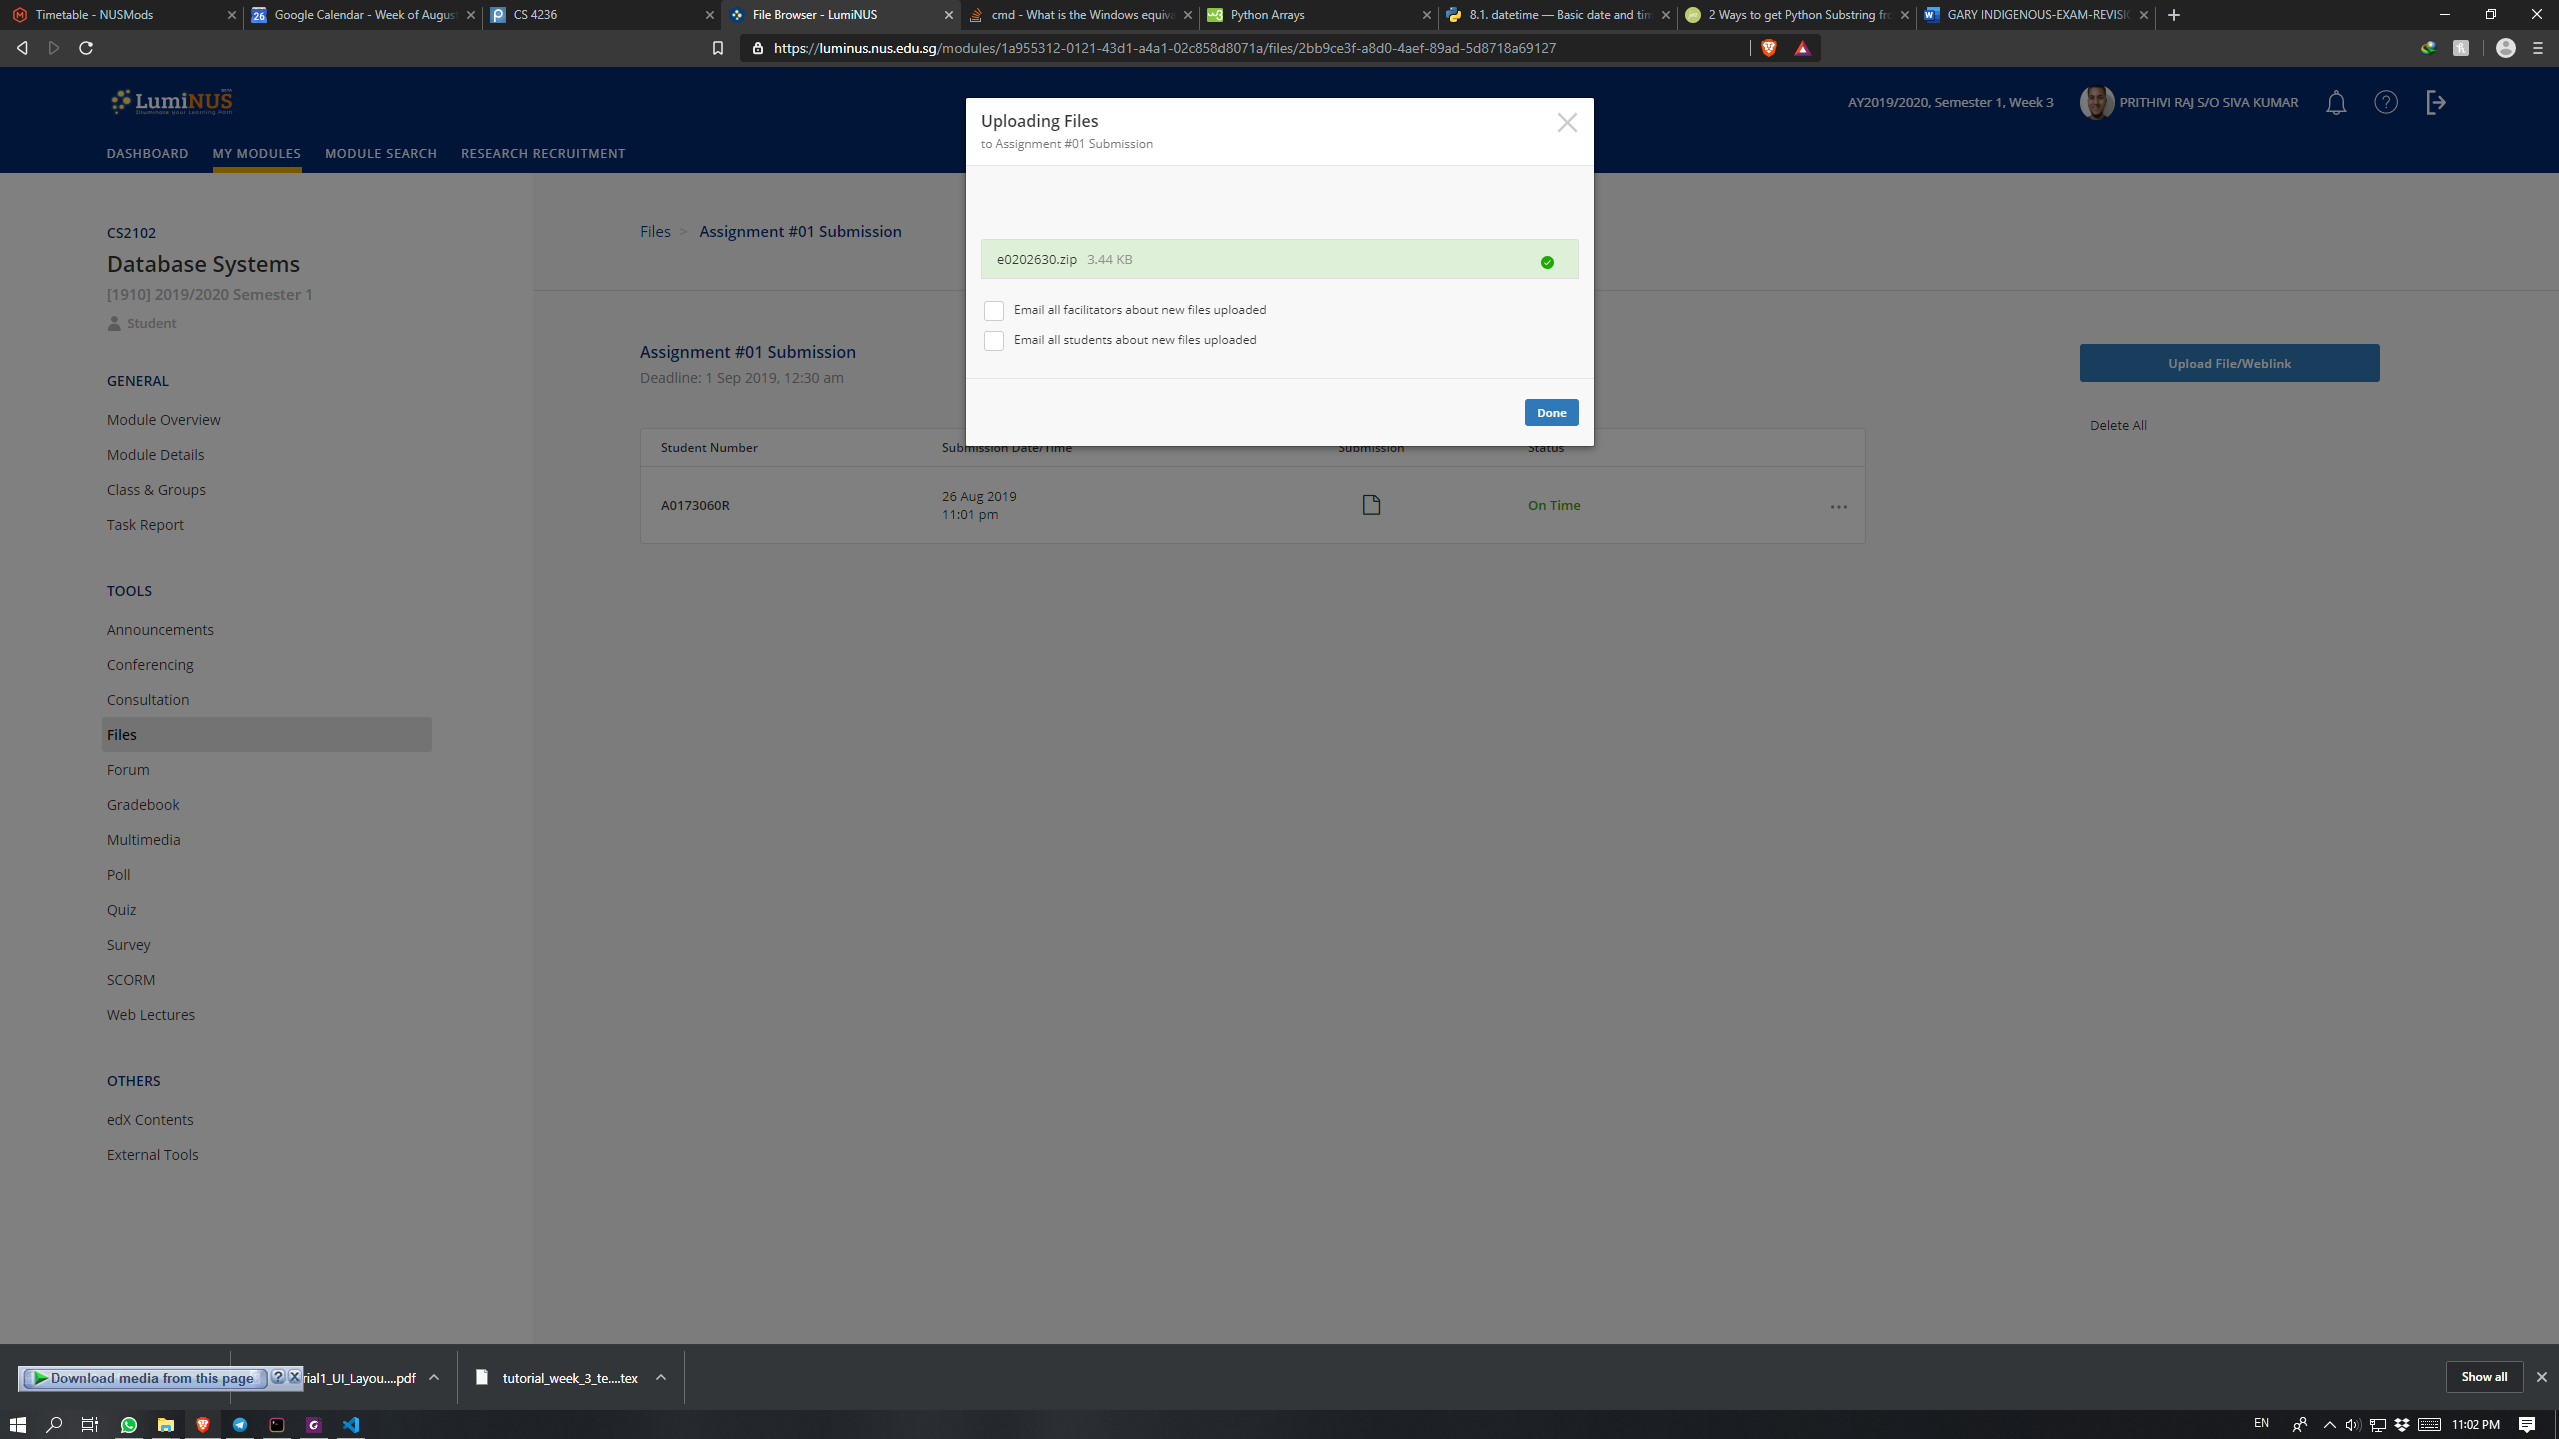 Timetable - NUSMods
Google Calendar - Week of August
CS 4236
File Browser - LumiNUS
cmd - What is the Windows equiva
Python Arrays
8.1. datetime — Basic date and tim
2 Ways to get Python Substring fro
GARY INDIGENOUS-EXAM-REVISIO
https://luminus.nus.edu.sg/modules/1a955312-0121-43d1-a4a1-02c858d8071a/files/2bb9ce3f-a8d0-4aef-89ad-5d8718a69127
LumiNUS
BETA
Illuminate your Learning Path
AY2019/2020, Semester 1, Week 3
PRITHIVI RAJ S/O SIVA KUMAR
DASHBOARD
MY MODULES
MODULE SEARCH
RESEARCH RECRUITMENT
Uploading Files
to Assignment #01 Submission
e0202630.zip 3.44 KB
Email all facilitators about new files uploaded
Email all students about new files uploaded
Done
CS2102
Database Systems
[1910] 2019/2020 Semester 1
Student
GENERAL
Module Overview
Module Details
Class & Groups
Task Report
TOOLS
Announcements
Conferencing
Consultation
Files
Forum
Gradebook
Multimedia
Poll
Quiz
Survey
SCORM
Web Lectures
OTHERS
edX Contents
External Tools
Files > Assignment #01 Submission
Assignment #01 Submission
Deadline: 1 Sep 2019, 12:30 am
Student Number
Submission Date/Time
Submission
Status
A0173060R
26 Aug 2019
11:01 pm
On Time
Upload File/Weblink
Delete All
Download media from this page
rial1_UI_Layou....pdf
tutorial_week_3_te....tex
Show all
EN
11:02 PM